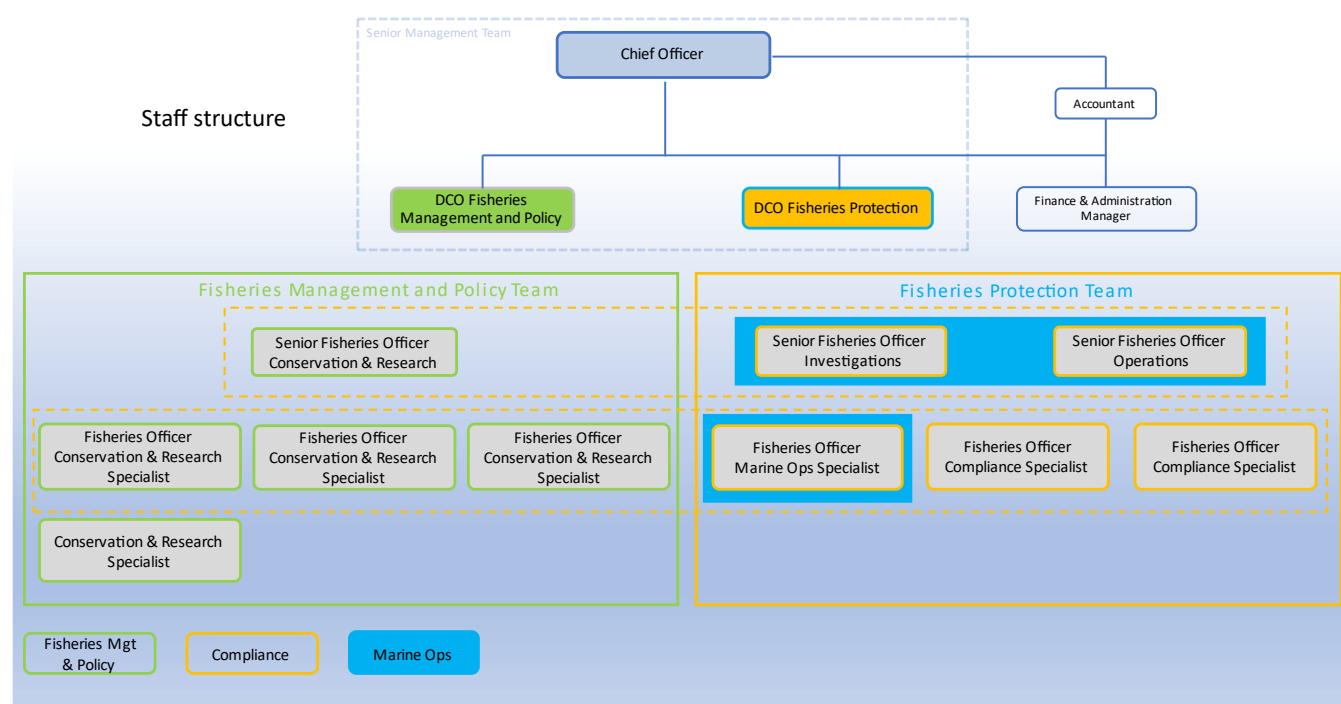 Senior Management Team
Chief Officer
Staff structure
Accountant
DCO Fisheries
Management and Policy
DCO Fisheries Protection
Finance & Administration
Manager
Fisheries Management and Policy Team
Fisheries Protection Team
Senior Fisheries Officer
Conservation & Research
Senior Fisheries Officer
Investigations
Senior Fisheries Officer
Operations
Fisheries Officer
Conservation & Research
Specialist
Fisheries Officer
Conservation & Research
Specialist
Fisheries Officer
Conservation & Research
Specialist
Fisheries Officer
Marine Ops Specialist
Fisheries Officer
Compliance Specialist
Fisheries Officer
Compliance Specialist
Conservation & Research
Specialist
Fisheries Mgt
& Policy
Compliance
Marine Ops